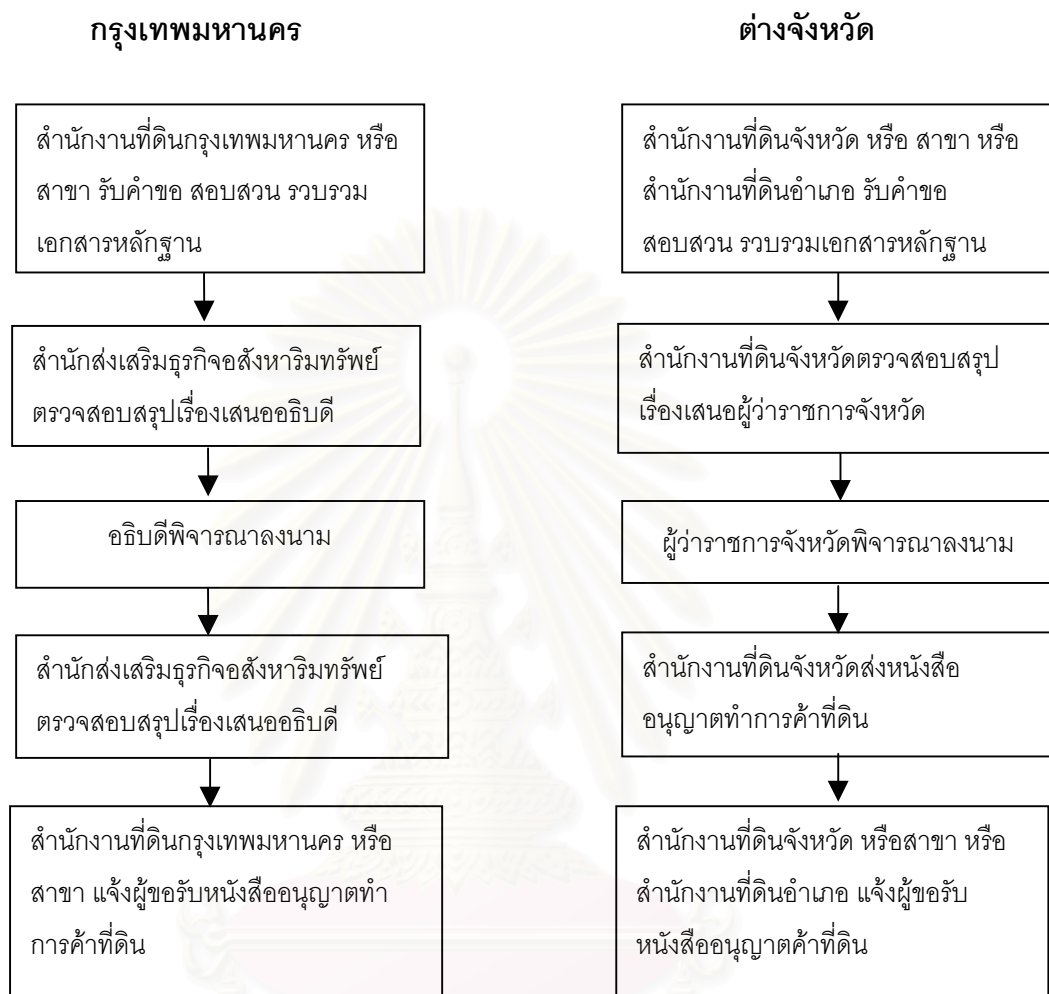 กรุงเทพมหานคร
สำนักงานที่ดินกรุงเทพมหานคร หรือ
สาขา รับคำขอ สอบสวน รวบรวม
เอกสารหลักฐาน
สำนักส่งเสริมธุรกิจอสังหาริมทรัพย์
ตรวจสอบสรุปเรื่องเสนออธิบดี
อธิบดีพิจารณาลงนาม
สำนักส่งเสริมธุรกิจอสังหาริมทรัพย์
ตรวจสอบสรุปเรื่องเสนออธิบดี
สำนักงานที่ดินกรุงเทพมหานคร หรือ
สาขา แจ้งผู้ขอรับหนังสืออนุญาตทำ
การค้าที่ดิน
ต่างจังหวัด
สำนักงานที่ดินจังหวัด หรือ สาขา หรือ
สำนักงานที่ดินอำเภอ รับคำขอ
สอบสวน รวบรวมเอกสารหลักฐาน
สำนักงานที่ดินจังหวัดตรวจสอบสรุป
เรื่องเสนอผู้ว่าราชการจังหวัด
ผู้ว่าราชการจังหวัดพิจารณาลงนาม
สำนักงานที่ดินจังหวัดส่งหนังสือ
อนุญาตทำการค้าที่ดิน
สำนักงานที่ดินจังหวัด หรือสาขา หรือ
สำนักงานที่ดินอำเภอ แจ้งผู้ขอรับ
หนังสืออนุญาตค้าที่ดิน